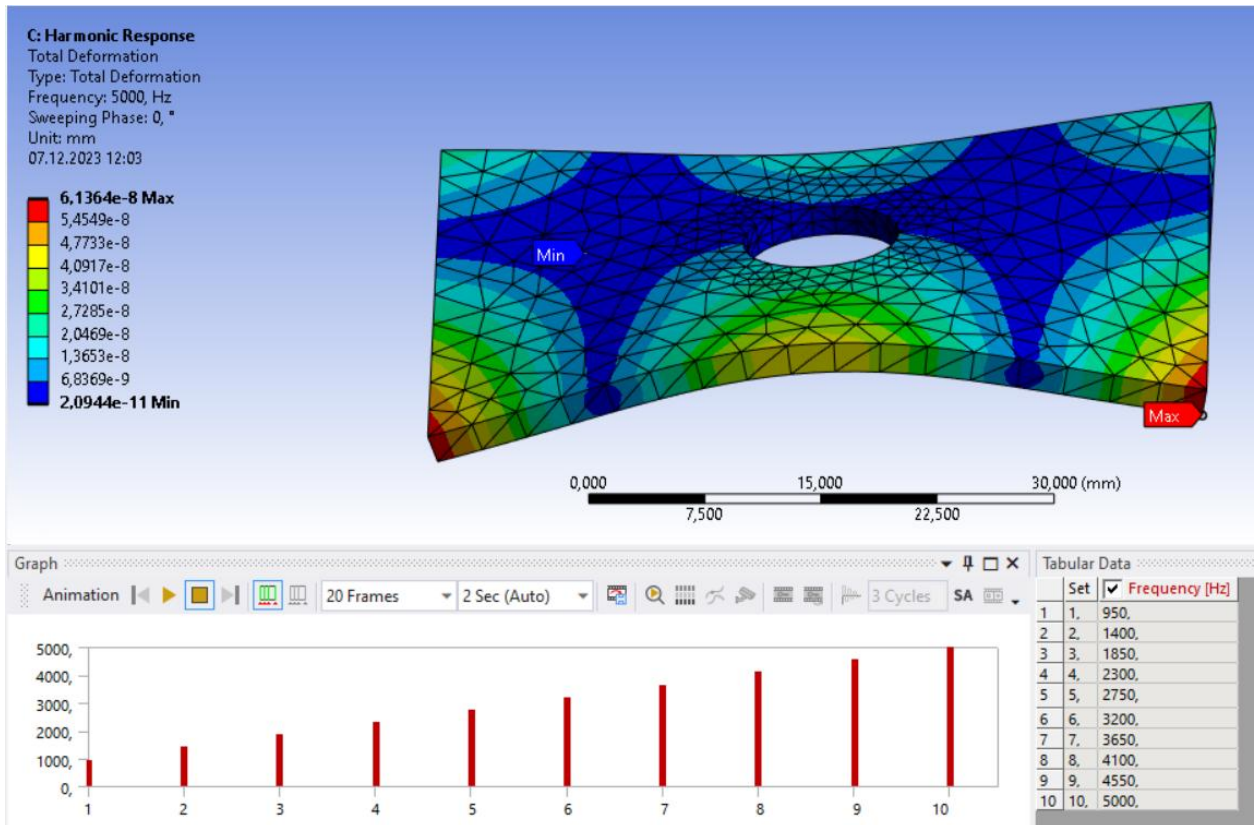 C: Harmonic Response
Total Deformation
Type: Total Deformation
Frequency: 5000, Hz
Sweeping Phase: 0, °
Unit: mm
07.12.2023 12:03
6,1364e-8 Max
5,4549e-8
4,7733e-8
4,0917e-8
3,4101e-8
2,7285e-8
2,0469e-8
1,3653e-8
6,8369e-9
2,0944e-11 Min
Min
Max
0,000 15,000 30,000 (mm)
7,500 22,500
Graph
Animation 20 Frames 2 Sec (Auto) 3 Cycles SA
5000,
4000,
3000,
2000,
1000,
0,
1 2 3 4 5 6 7 8 9 10
Tabular Data
Set Frequency [Hz]
1 1, 950,
2 2, 1400,
3 3, 1850,
4 4, 2300,
5 5, 2750,
6 6, 3200,
7 7, 3650,
8 8, 4100,
9 9, 4550,
10 10, 5000,